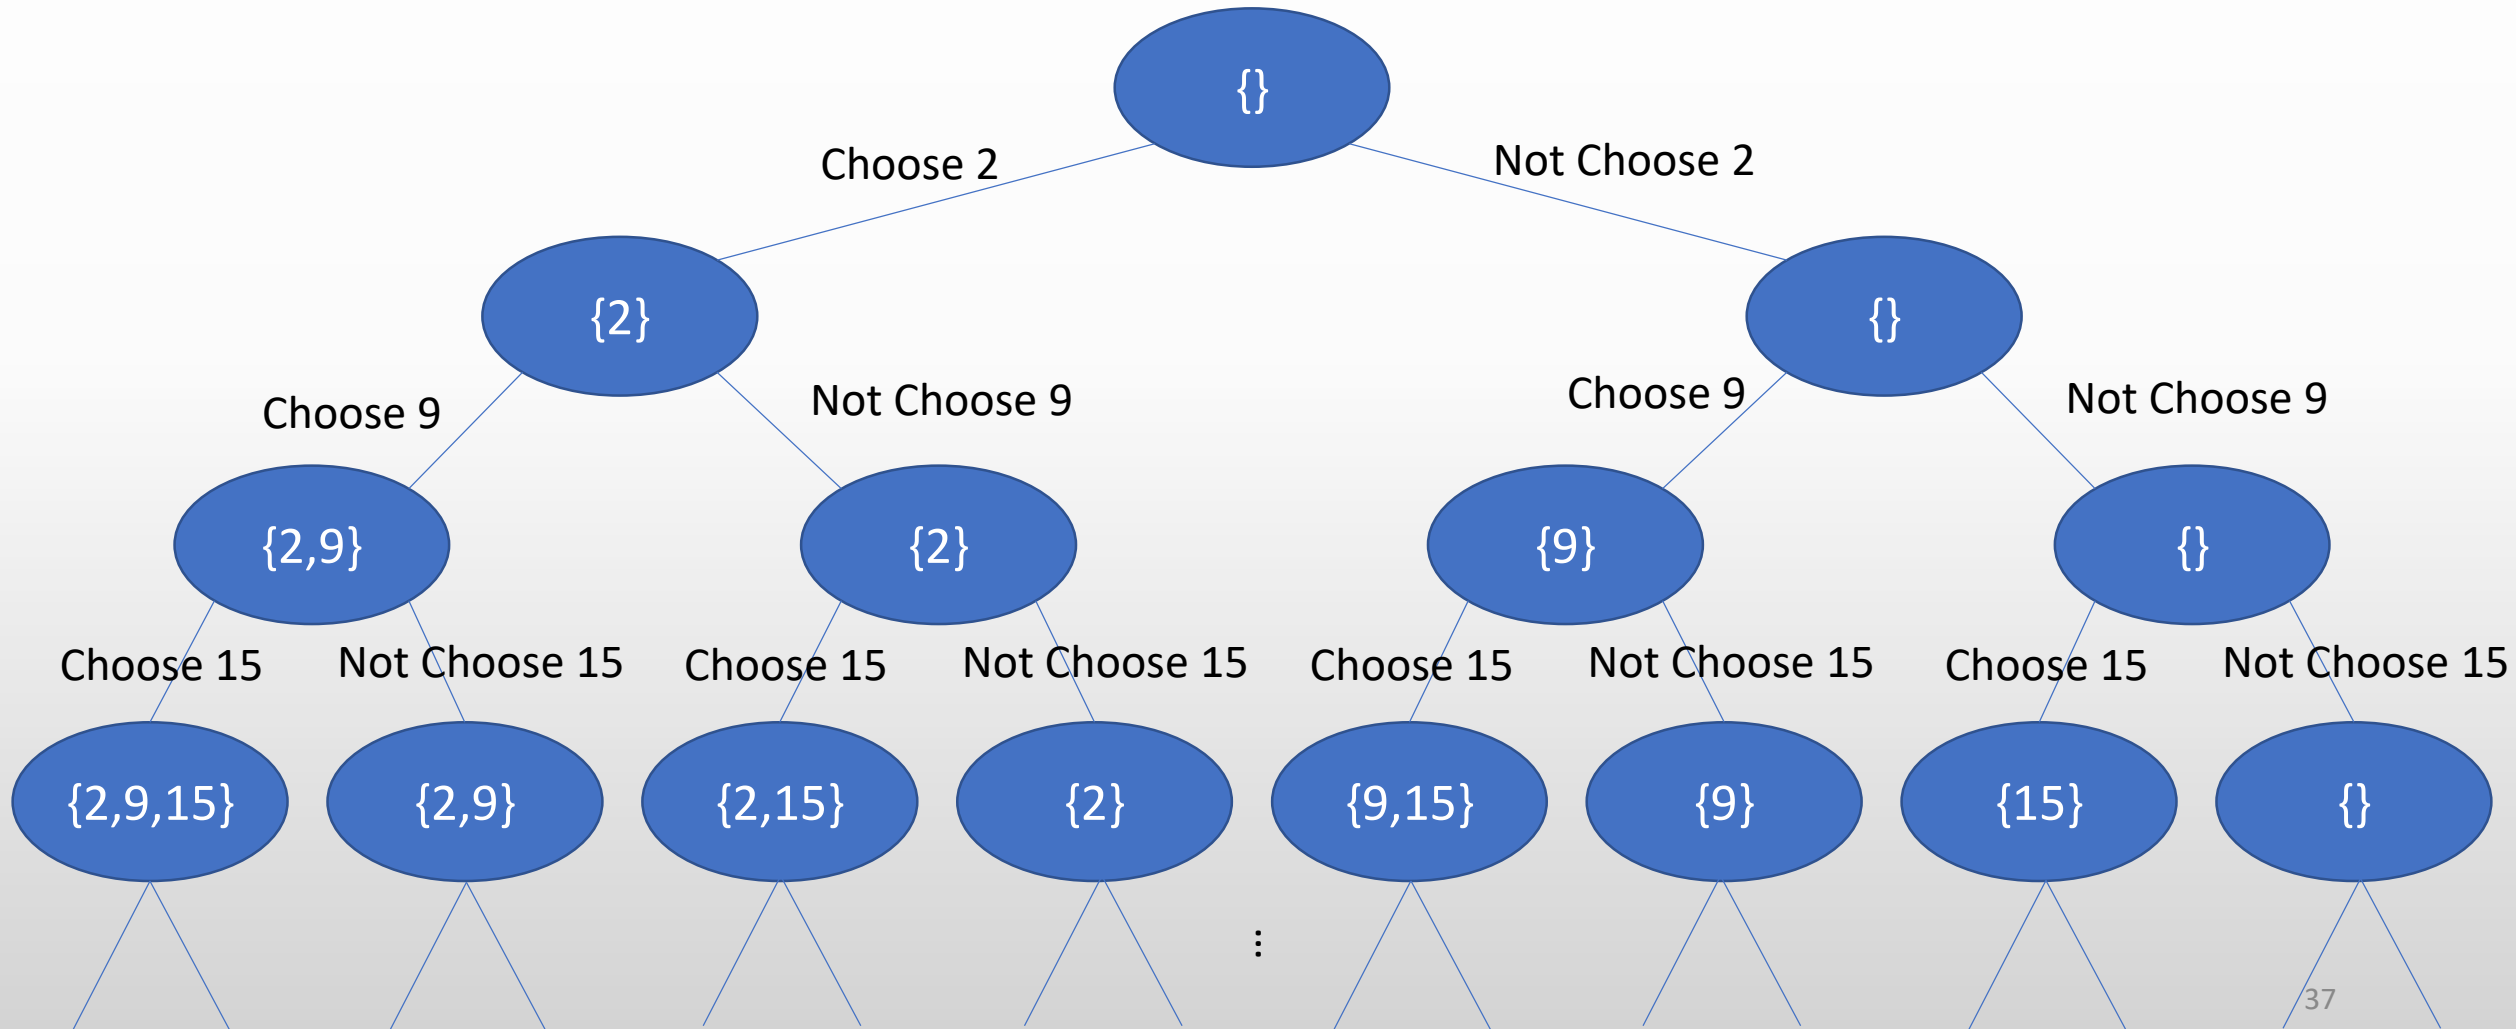 {}
Choose 2
Not Choose 2
{2}
{}
Choose 9
Not Choose 9
Choose 9
Not Choose 9
{2,9}
{2}
{9}
{}
Choose 15
Not Choose 15
Choose 15
Not Choose 15
Choose 15
Not Choose 15
Choose 15
Not Choose 15
{2,9,15}
{2,9}
{2,15}
{2}
{9,15}
{9}
{15}
{}
⋮
37